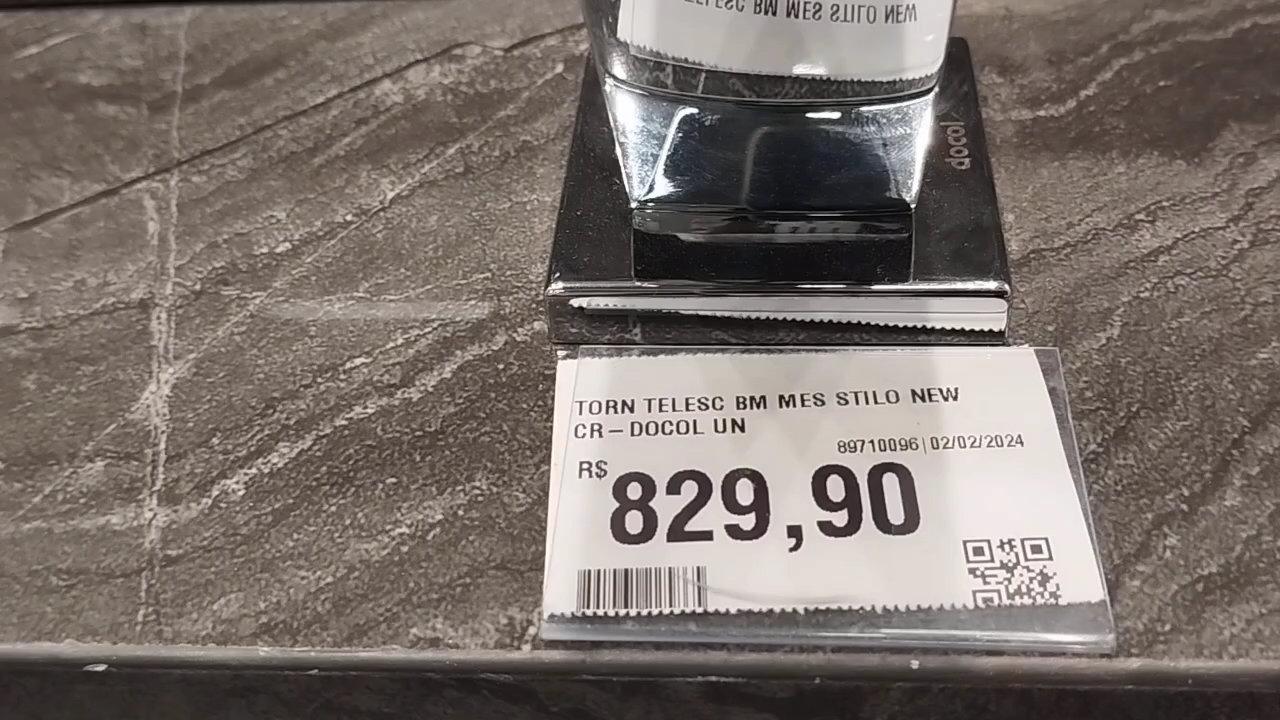 TELESC BM MES STILO NEW
docol
TORN TELESC BM MES STILO NEW
CR-DOCOL UN
89710096|02/02/2024
R$ 829,90